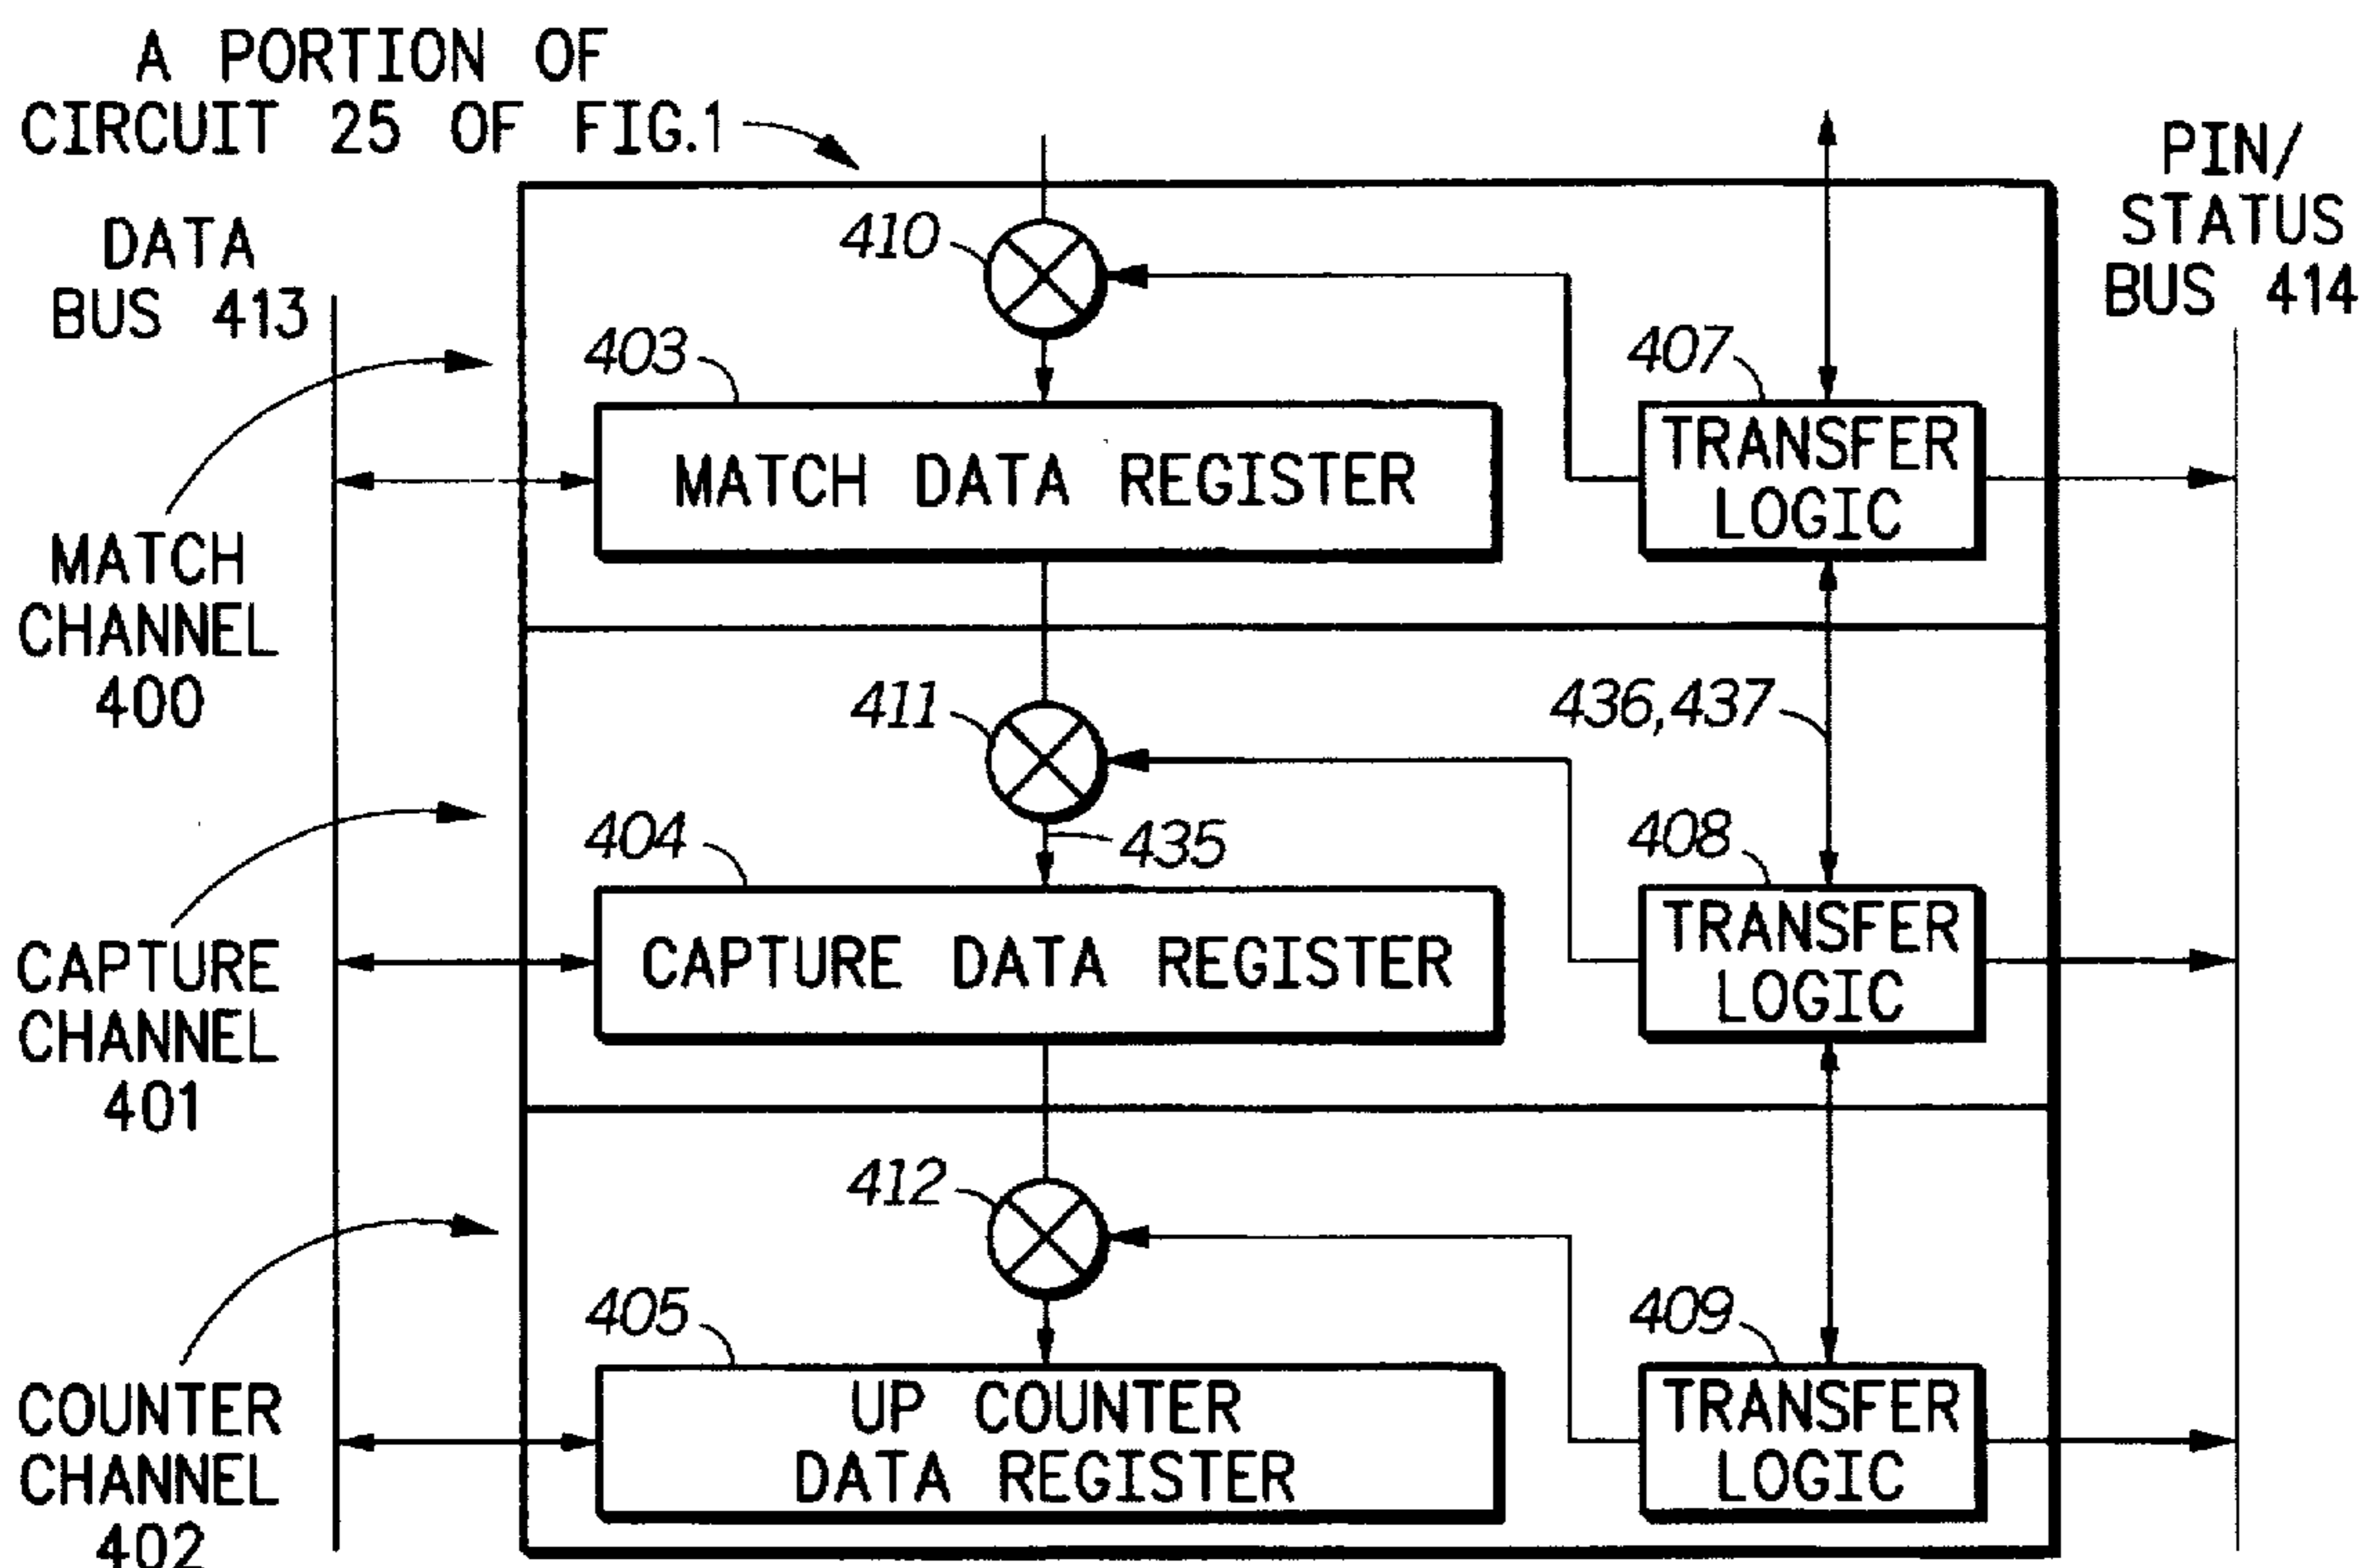 A PORTION OF
CIRCUIT 25 OF FIG.1
DATA
BUS 413
PIN/
STATUS
BUS 414
410
403
407
MATCH DATA REGISTER
TRANSFER
LOGIC
MATCH
CHANNEL
400
411
436,437
435
404
408
CAPTURE DATA REGISTER
TRANSFER
LOGIC
CAPTURE
CHANNEL
401
412
405
409
UP COUNTER
DATA REGISTER
TRANSFER
LOGIC
COUNTER
CHANNEL
402